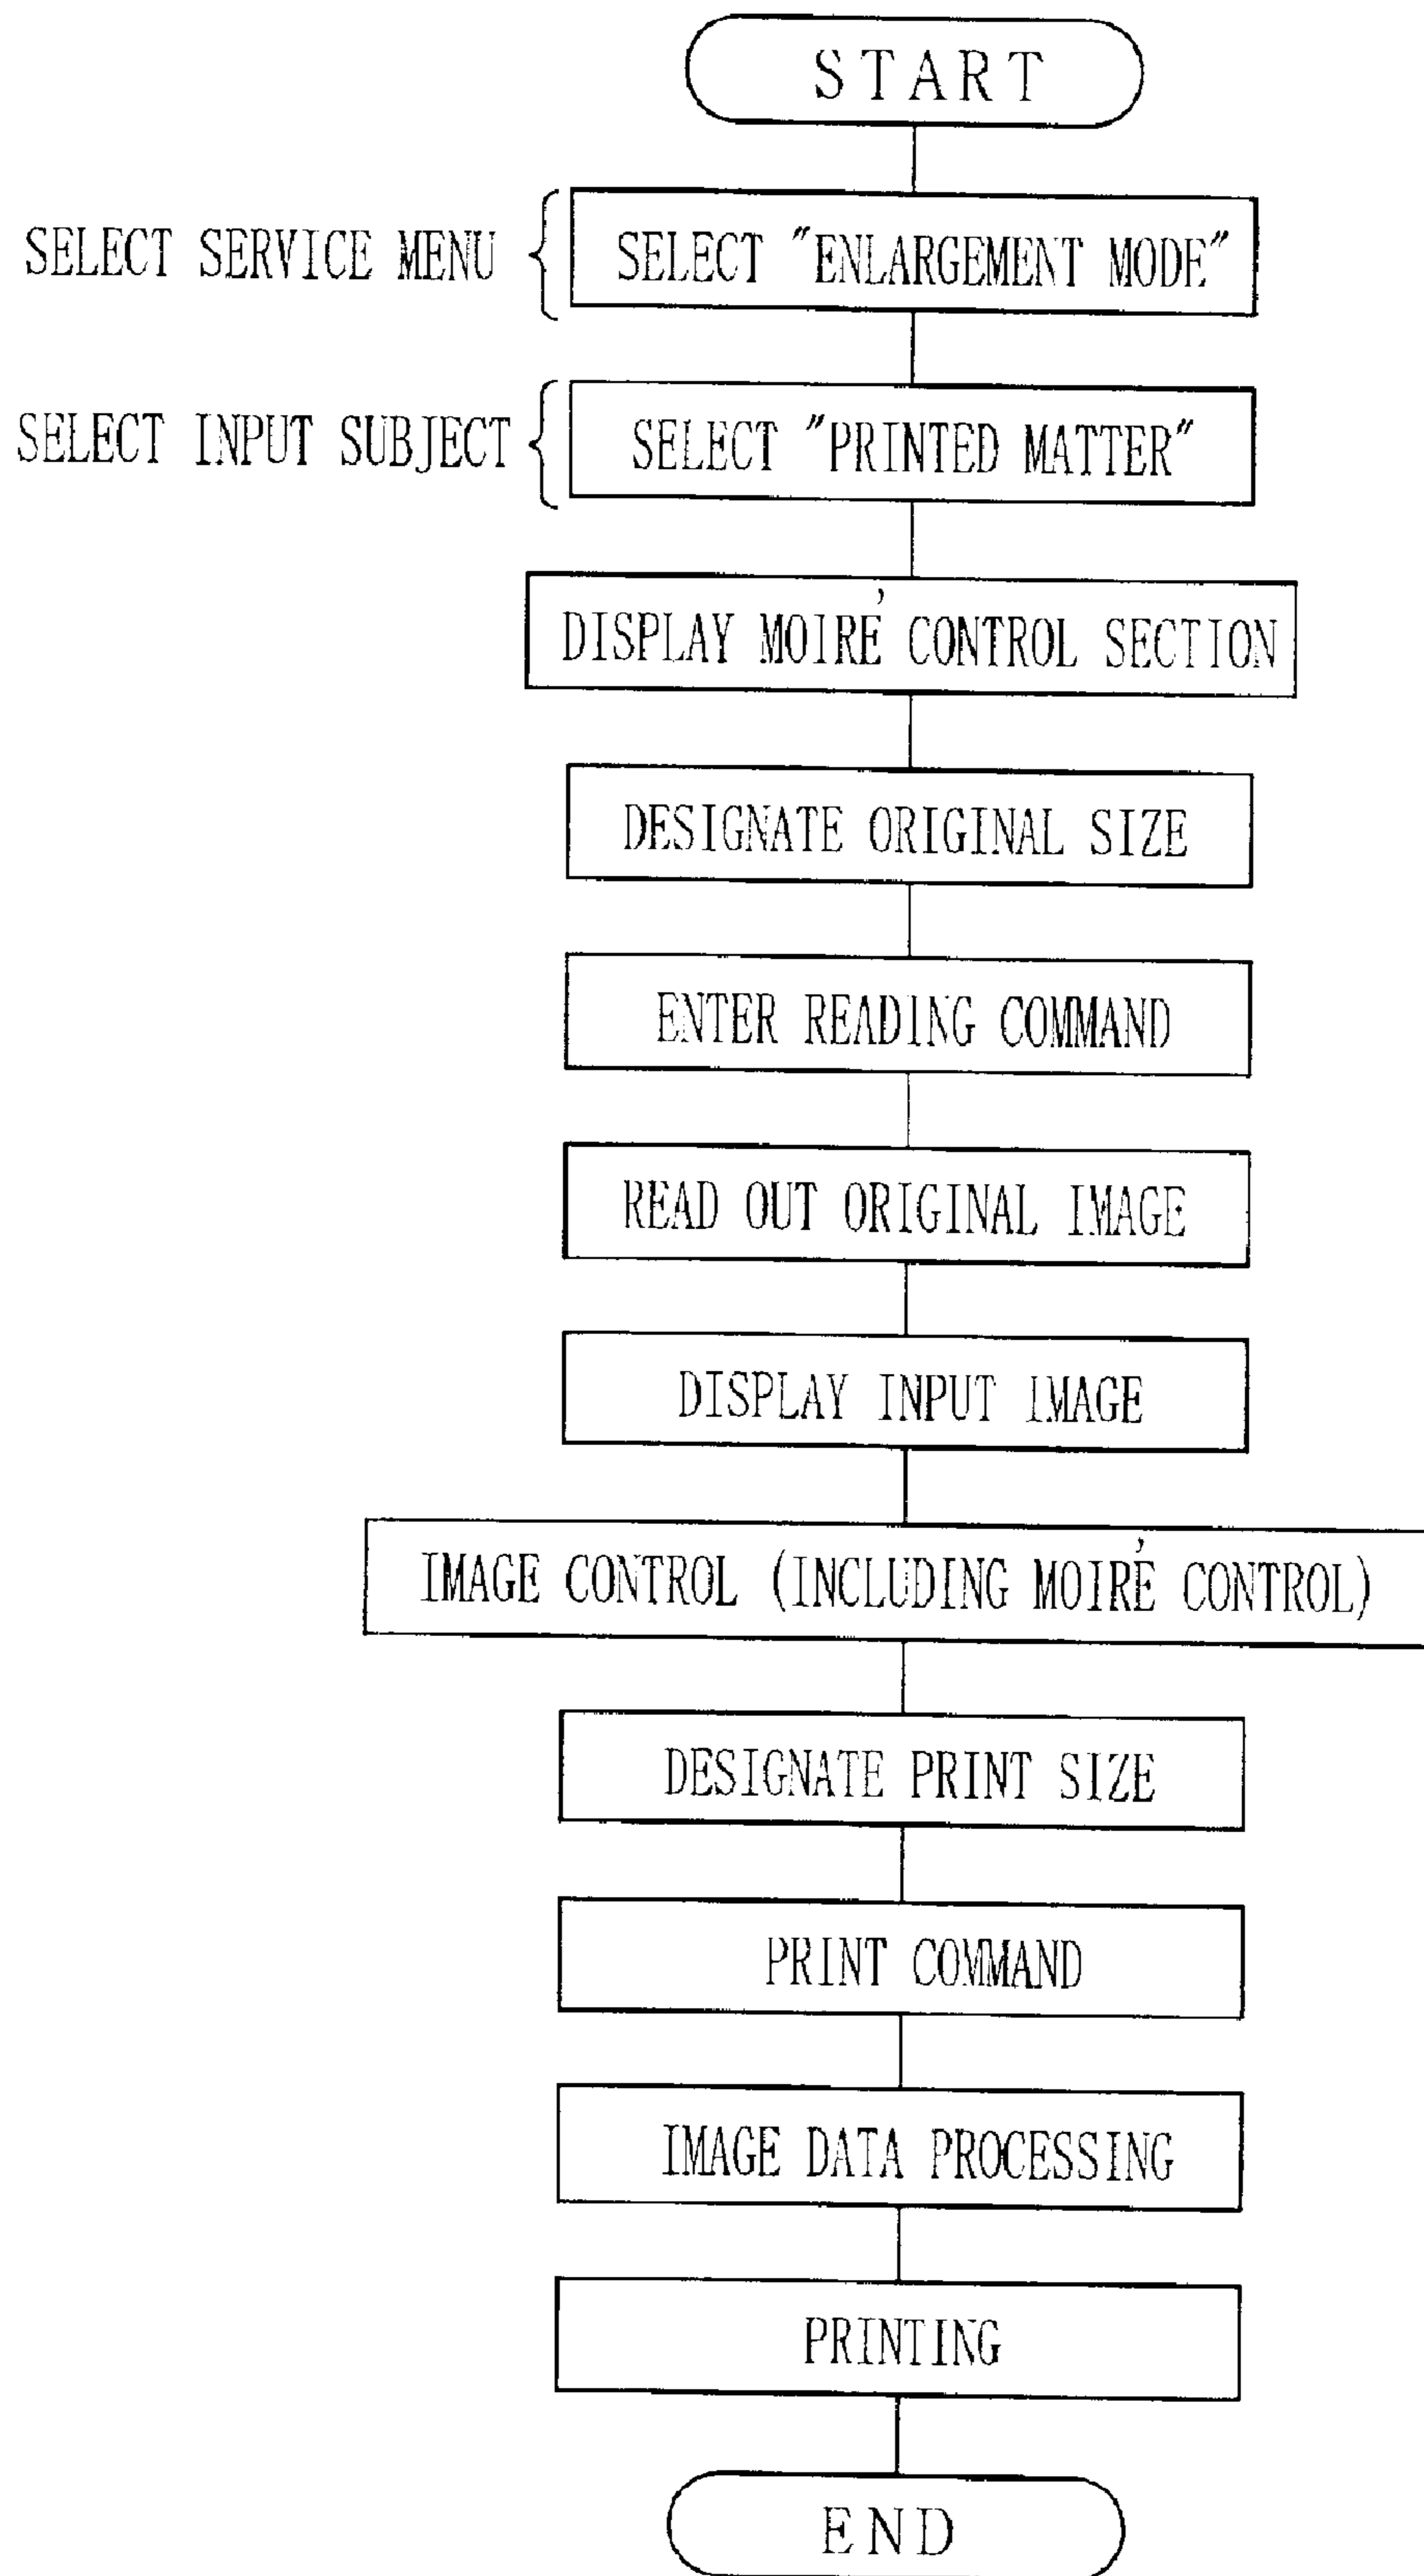 START
SELECT SERVICE MENU
SELECT "ENLARGEMENT MODE"
SELECT INPUT SUBJECT
SELECT "PRINTED MATTER"
DISPLAY MOIRÉ CONTROL SECTION
DESIGNATE ORIGINAL SIZE
ENTER READING COMMAND
READ OUT ORIGINAL IMAGE
DISPLAY INPUT IMAGE
IMAGE CONTROL (INCLUDING MOIRÉ CONTROL)
DESIGNATE PRINT SIZE
PRINT COMMAND
IMAGE DATA PROCESSING
PRINTING
END